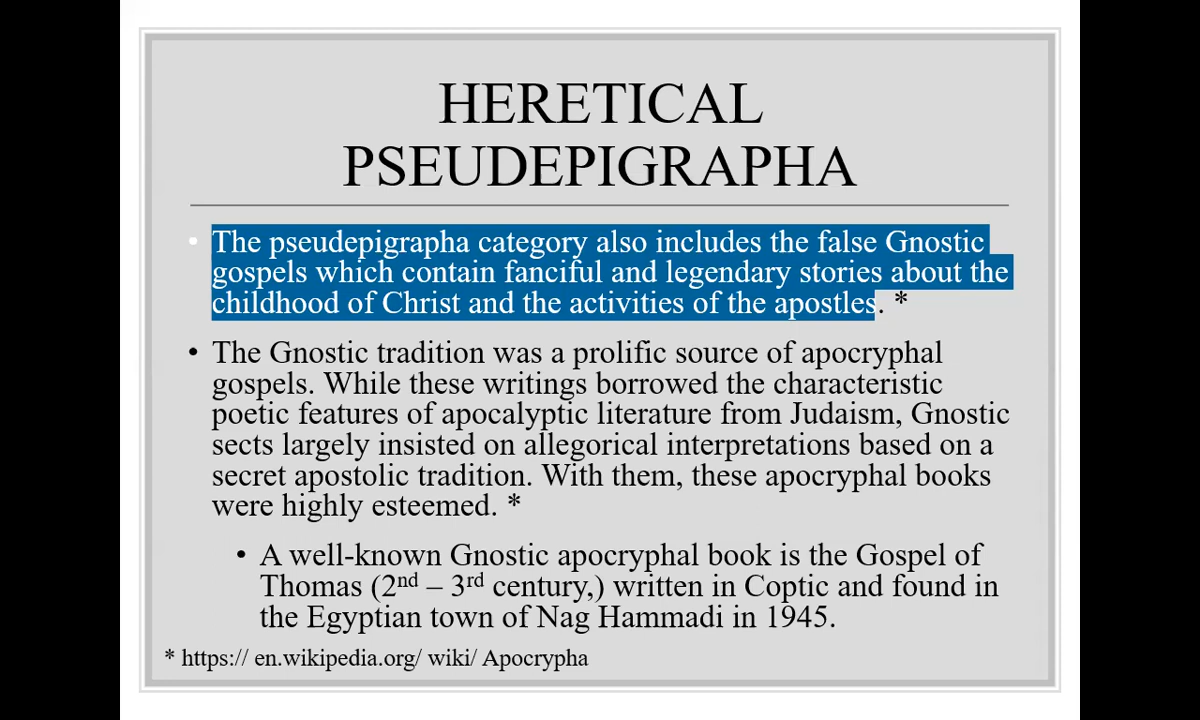 HERETICAL
PSEUDEPIGRAPHA
• The pseudepigrapha category also includes the false Gnostic
gospels which contain fanciful and legendary stories about the
childhood of Christ and the activities of the apostles. *
• The Gnostic tradition was a prolific source of apocryphal
gospels. While these writings borrowed the characteristic
poetic features of apocalyptic literature from Judaism, Gnostic
sects largely insisted on allegorical interpretations based on a
secret apostolic tradition. With them, these apocryphal books
were highly esteemed. *
• A well-known Gnostic apocryphal book is the Gospel of
Thomas (2nd – 3rd century,) written in Coptic and found in
the Egyptian town of Nag Hammadi in 1945.
* https:// en.wikipedia.org/ wiki/ Apocrypha